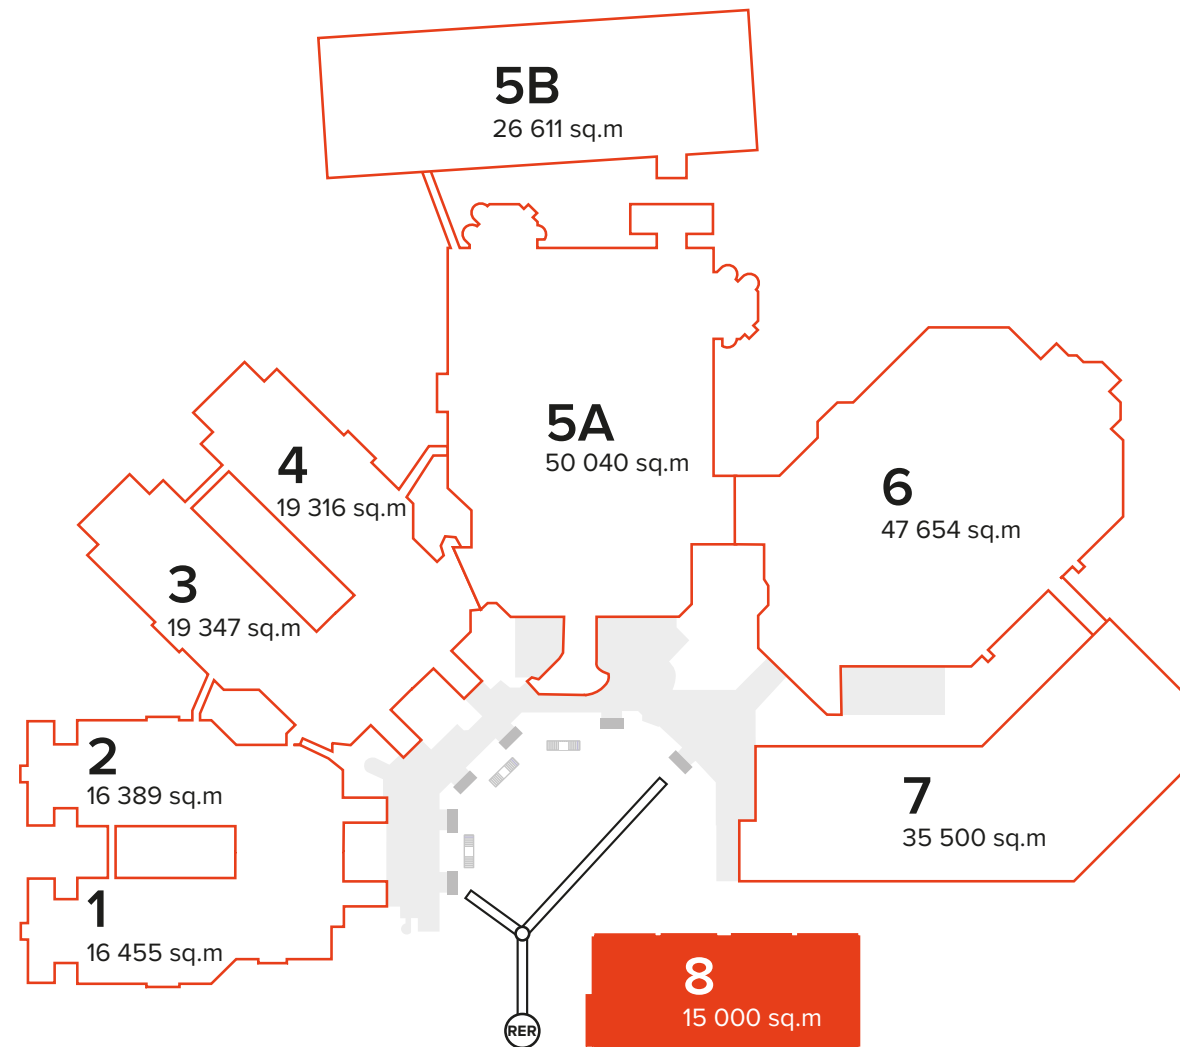 5B
26 611 sq.m
5A
50 040 sq.m
4
19 316 sq.m
6
47 654 sq.m
3
19 347 sq.m
2
16 389 sq.m
7
35 500 sq.m
1
16 455 sq.m
8
15 000 sq.m
RER